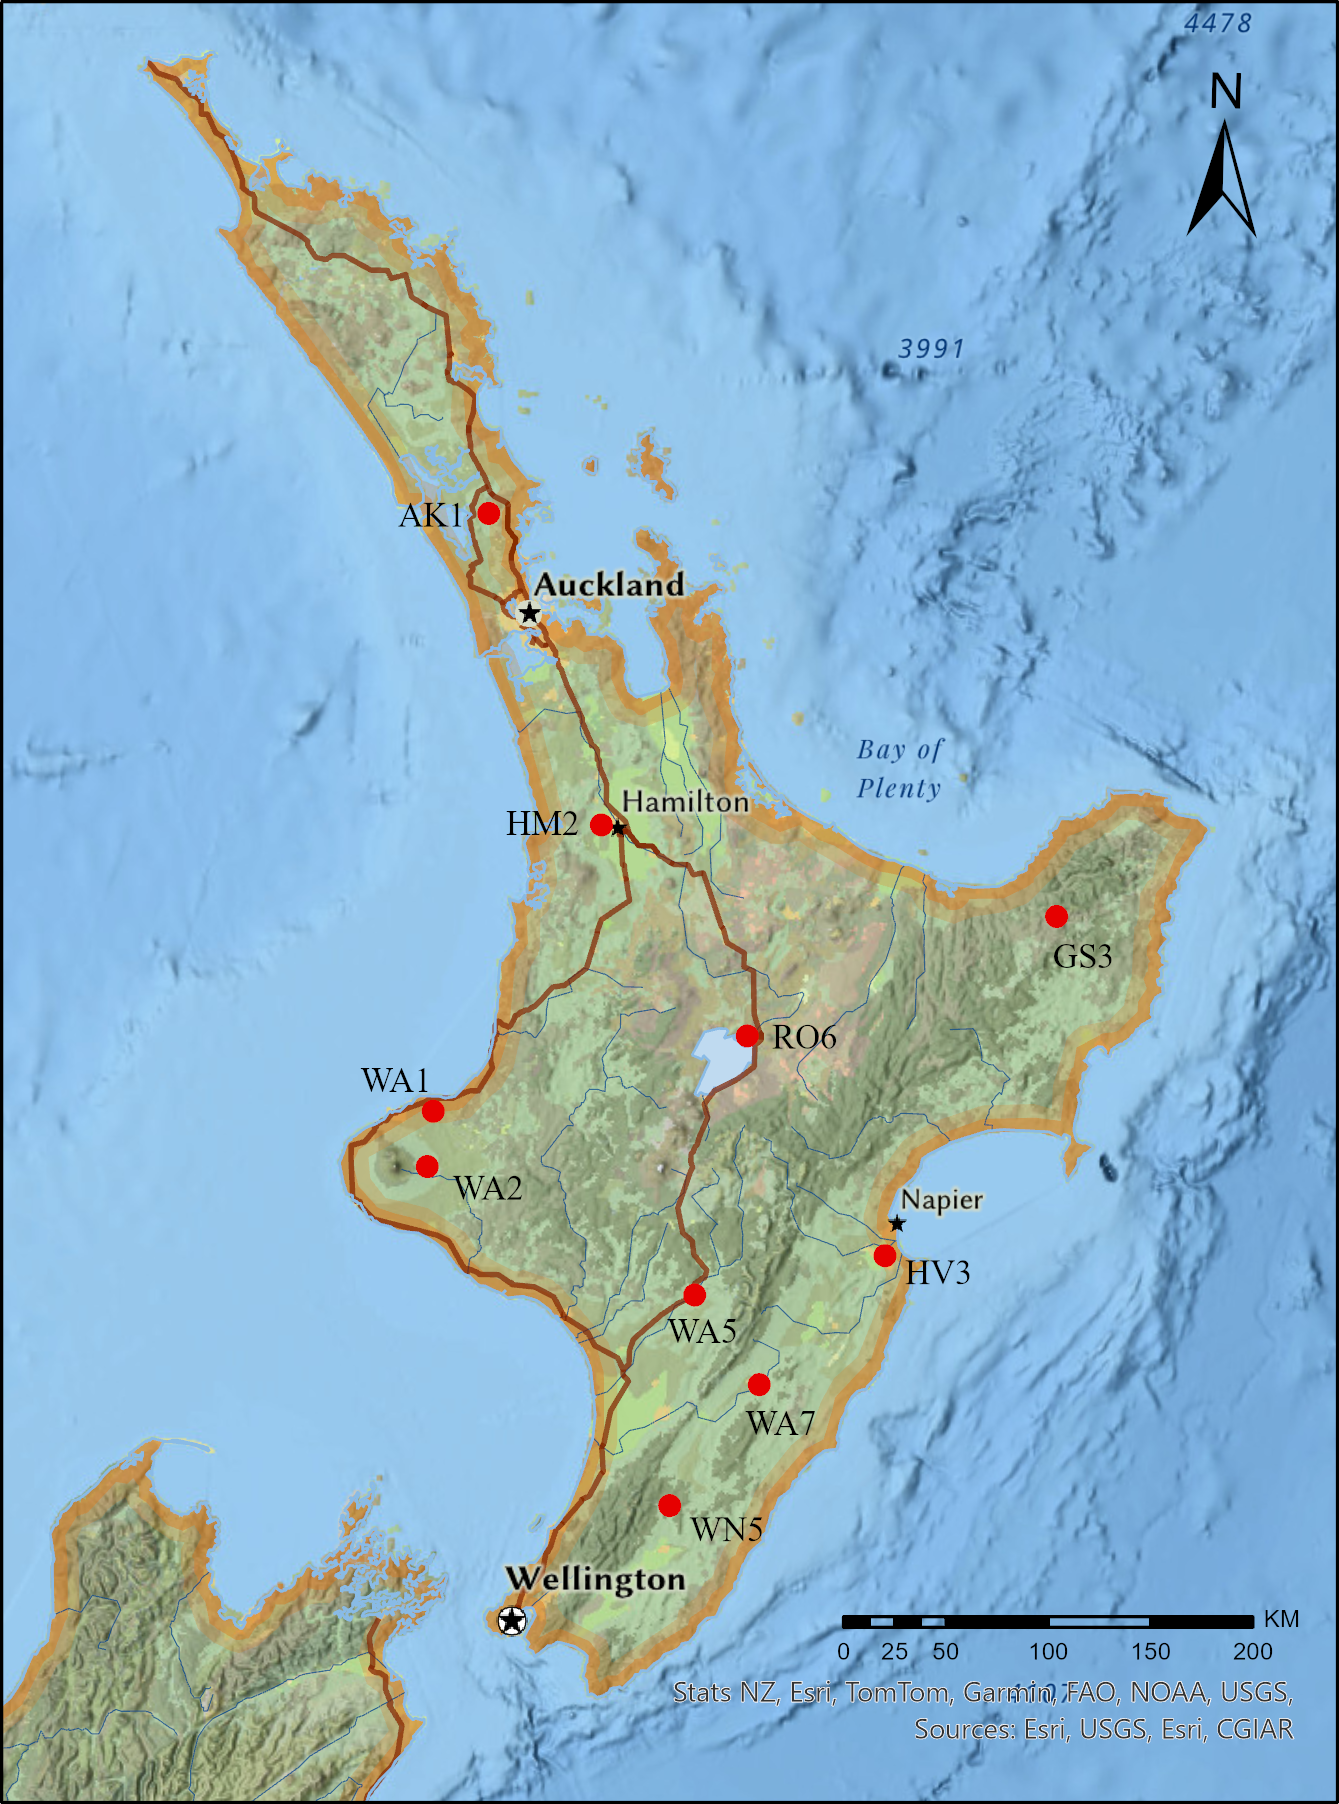 4478
N
3991
AK1
Auckland
Bay of
Plenty
Hamilton
HM2
GS3
RO6
WA1
WA2
Napier
HV3
WA5
WA7
WN5
Wellington
KM
0 25 50 100 150 200
Stats NZ, Esri, TomTom, Garmin, FAO, NOAA, USGS,
Sources: Esri, USGS, Esri, CGIAR